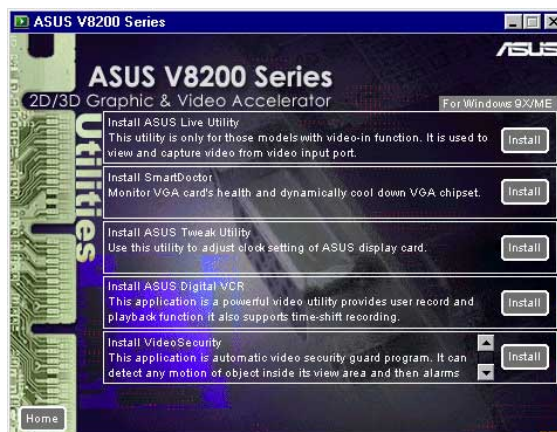 ASUS V8200 Series
ASUS
ASUS V8200 Series
2D/3D Graphic & Video Accelerator
For Windows 9X/ME
Utilities
Install ASUS Live Utility
This utility is only for those models with video-in function. It is used to
view and capture video from video input port.
Install
Install SmartDoctor
Monitor VGA card's health and dynamically cool down VGA chipset.
Install
Install ASUS Tweak Utility
Use this utility to adjust clock setting of ASUS display card.
Install
Install ASUS Digital VCR
This application is a powerful video utility provides user record and
playback function it also supports time-shift recording.
Install
Install VideoSecurity
This application is automatic video security guard program. It can
detect any motion of object inside its view area and then alarms
Install
Home